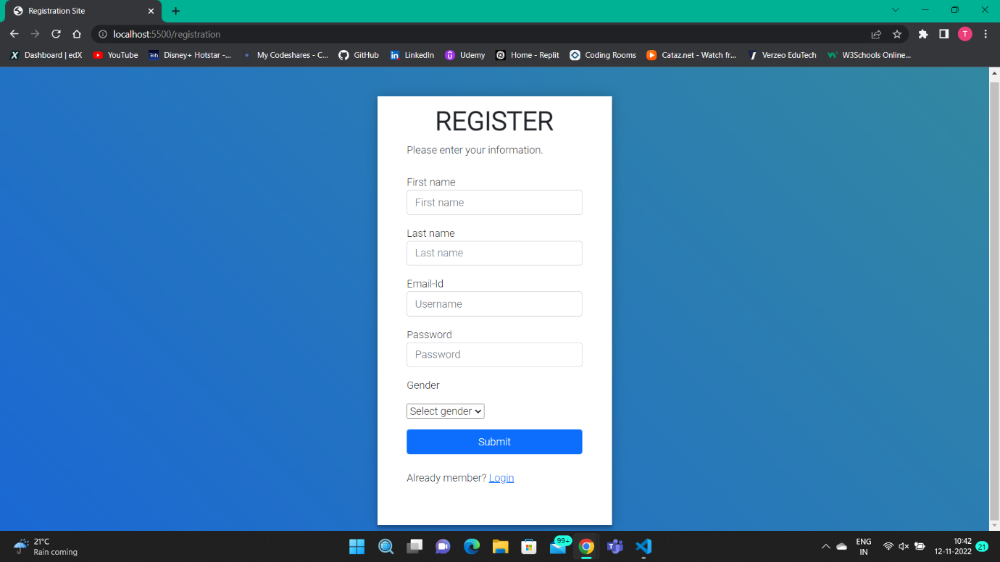 Registration Site
localhost:5500/registration
T
Dashboard | edX
YouTube
Disney+ Hotstar -...
My Codeshares - C...
GitHub
LinkedIn
Udemy
Home - Replit
Coding Rooms
Cataz.net - Watch fr...
Verzeo EduTech
W3Schools Online...
REGISTER
Please enter your information.
First name
First name
Last name
Last name
Email-Id
Username
Password
Password
Gender
Select gender
Submit
Already member? Login
21°C
Rain coming
99+
ENG
IN
10:42
12-11-2022
21